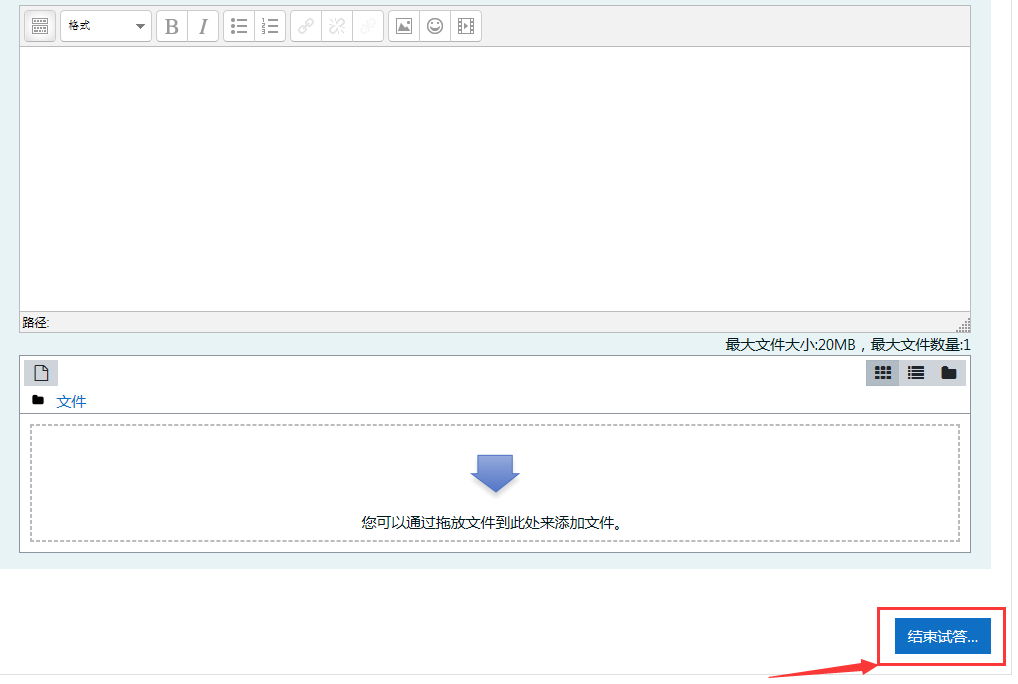 格式 B I
路径:
最大文件大小:20MB，最大文件数量:1
文件
您可以通过拖放文件到此处来添加文件。
结束试答...